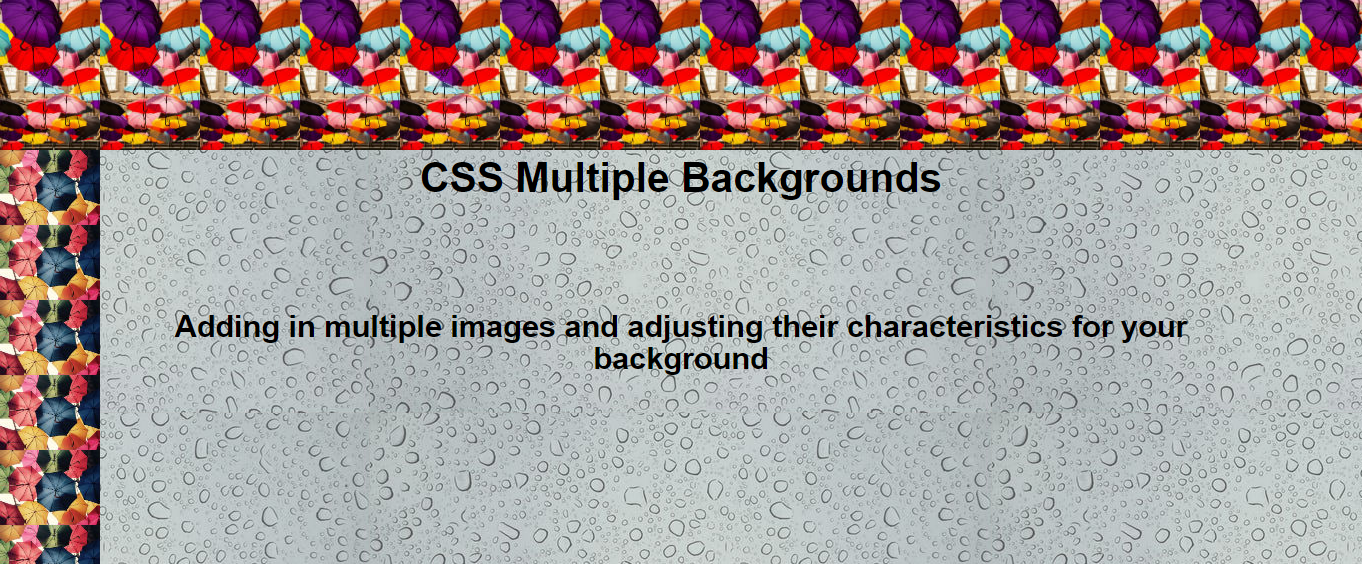 CSS Multiple Backgrounds
Adding in multiple images and adjusting their characteristics for your
background